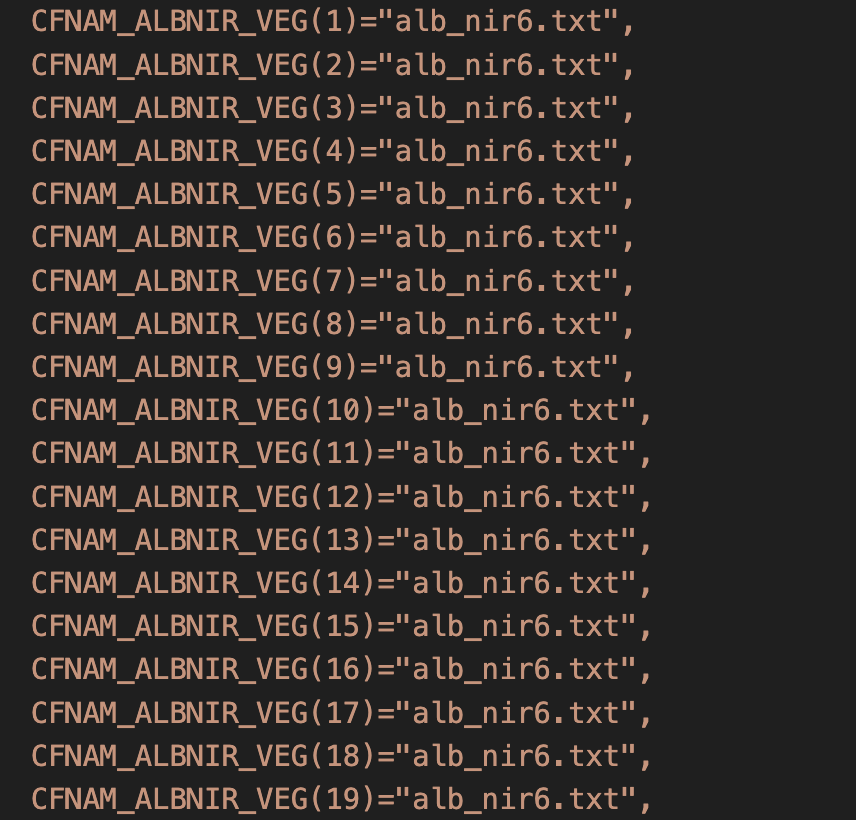 CFNAM_ALBNIR_VEG(1)="alb_nir6.txt",
CFNAM_ALBNIR_VEG(2)="alb_nir6.txt",
CFNAM_ALBNIR_VEG(3)="alb_nir6.txt",
CFNAM_ALBNIR_VEG(4)="alb_nir6.txt",
CFNAM_ALBNIR_VEG(5)="alb_nir6.txt",
CFNAM_ALBNIR_VEG(6)="alb_nir6.txt",
CFNAM_ALBNIR_VEG(7)="alb_nir6.txt",
CFNAM_ALBNIR_VEG(8)="alb_nir6.txt",
CFNAM_ALBNIR_VEG(9)="alb_nir6.txt",
CFNAM_ALBNIR_VEG(10)="alb_nir6.txt",
CFNAM_ALBNIR_VEG(11)="alb_nir6.txt",
CFNAM_ALBNIR_VEG(12)="alb_nir6.txt",
CFNAM_ALBNIR_VEG(13)="alb_nir6.txt",
CFNAM_ALBNIR_VEG(14)="alb_nir6.txt",
CFNAM_ALBNIR_VEG(15)="alb_nir6.txt",
CFNAM_ALBNIR_VEG(16)="alb_nir6.txt",
CFNAM_ALBNIR_VEG(17)="alb_nir6.txt",
CFNAM_ALBNIR_VEG(18)="alb_nir6.txt",
CFNAM_ALBNIR_VEG(19)="alb_nir6.txt",